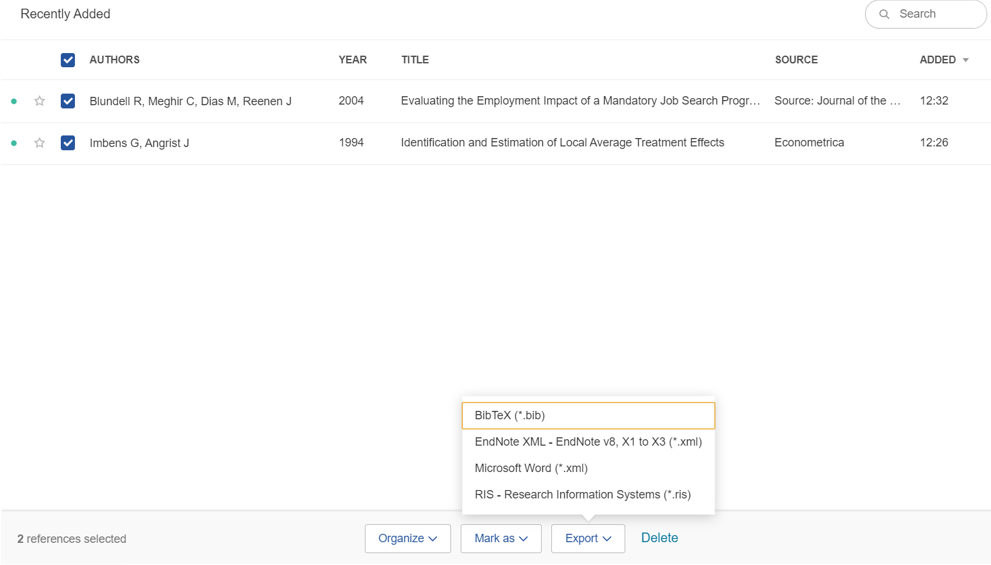 Recently Added
Search
AUTHORS YEAR TITLE SOURCE ADDED
Blundell R, Meghir C, Dias M, Reenen J 2004 Evaluating the Employment Impact of a Mandatory Job Search Progr… Source: Journal of the … 12:32
Imbens G, Angrist J 1994 Identification and Estimation of Local Average Treatment Effects Econometrica 12:26
BibTeX (*.bib)
EndNote XML - EndNote v8, X1 to X3 (*.xml)
Microsoft Word (*.xml)
RIS - Research Information Systems (*.ris)
2 references selected Organize Mark as Export Delete